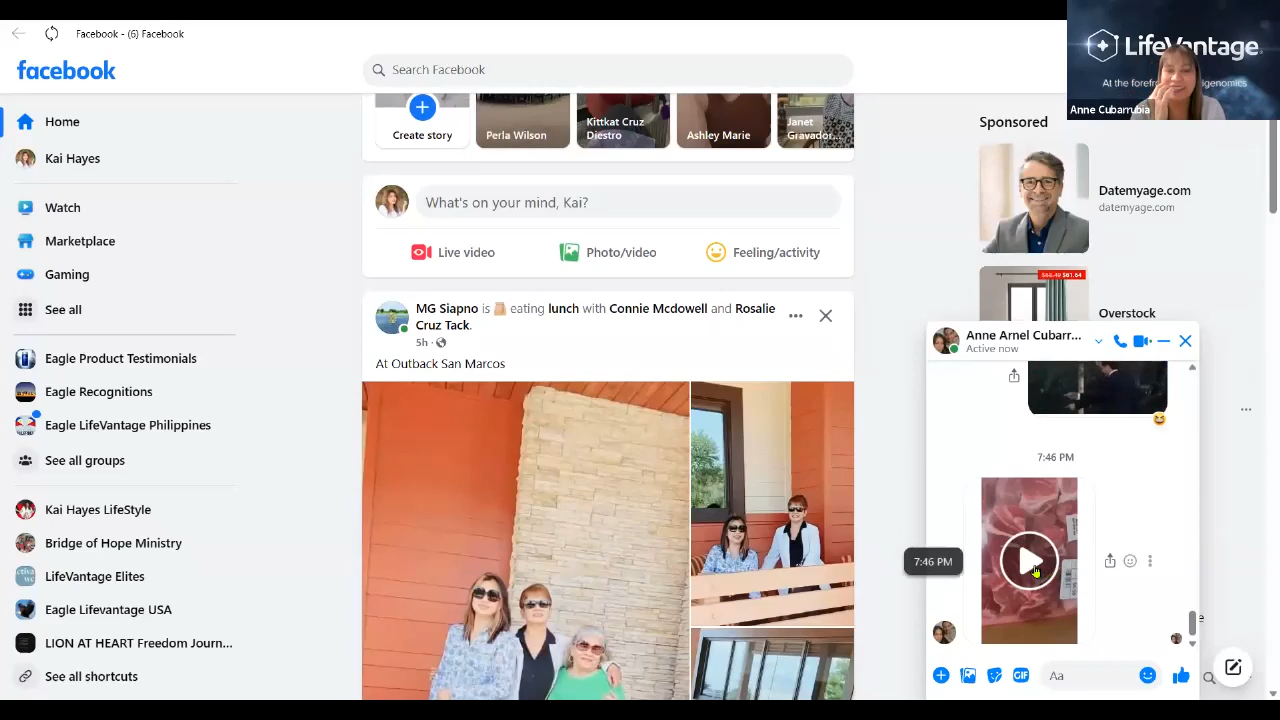 Facebook - (6) Facebook
LifeVantage
At the forefr igenomics
Anne Cubarrubia
facebook
Search Facebook
Home
Kai Hayes
Watch
Marketplace
Gaming
See all
Eagle Product Testimonials
Eagle Recognitions
Eagle LifeVantage Philippines
See all groups
Kai Hayes LifeStyle
Bridge of Hope Ministry
LifeVantage Elites
Eagle Lifevantage USA
LION AT HEART Freedom Journ...
See all shortcuts
Create story
Perla Wilson
Kittkat Cruz
Diestro
Ashley Marie
Janet
Gravador...
What's on your mind, Kai?
Live video
Photo/video
Feeling/activity
MG Siapno is eating lunch with Connie Mcdowell and Rosalie
Cruz Tack.
5h ·
At Outback San Marcos
Sponsored
Datemyage.com
datemyage.com
$61.64
Overstock
Anne Arnel Cubarr...
Active now
7:46 PM
7:46 PM
GIF
Aa